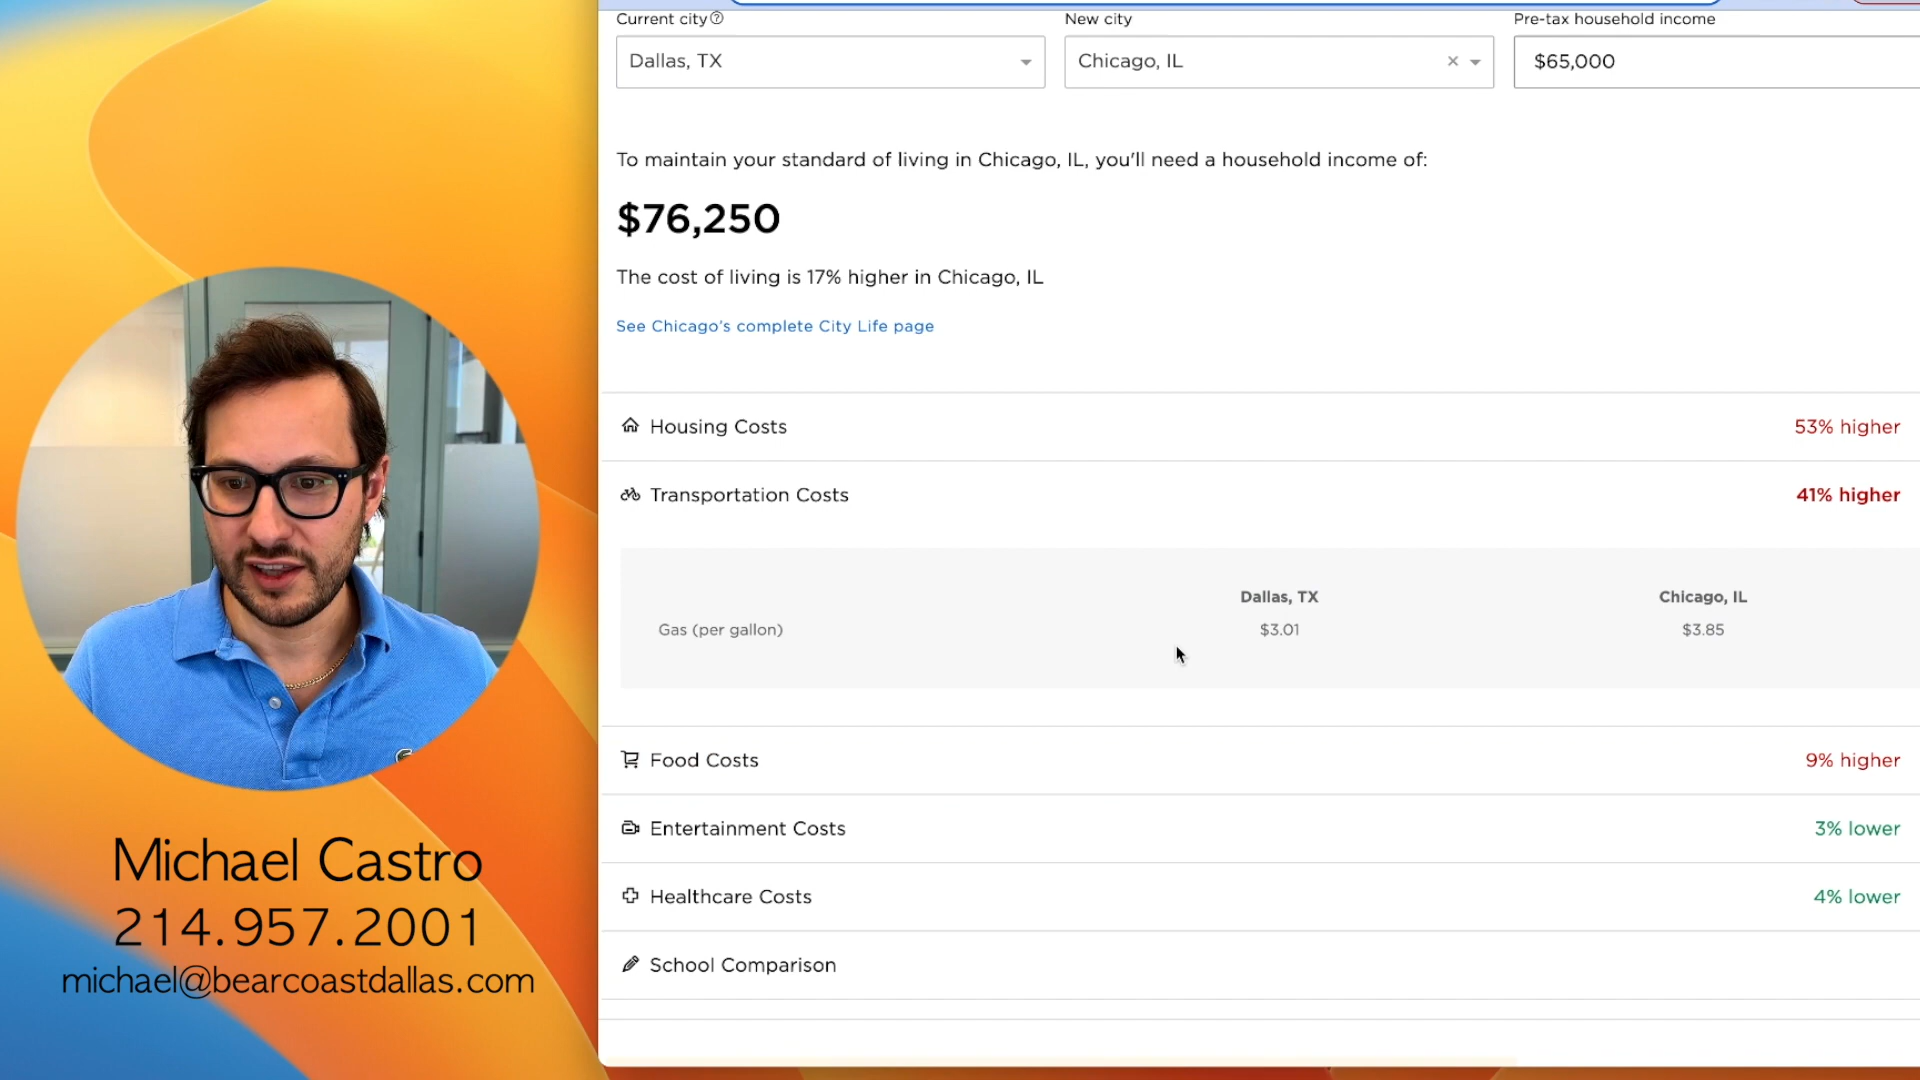 Current city
New city
Pre-tax household income
Dallas, TX
Chicago, IL
$65,000
To maintain your standard of living in Chicago, IL, you'll need a household income of:
$76,250
The cost of living is 17% higher in Chicago, IL
See Chicago's complete City Life page
Housing Costs
53% higher
Transportation Costs
41% higher
Dallas, TX
Chicago, IL
Gas (per gallon)
$3.01
$3.85
Food Costs
9% higher
Entertainment Costs
3% lower
Healthcare Costs
4% lower
School Comparison
Michael Castro
214.957.2001
michael@bearcoastdallas.com